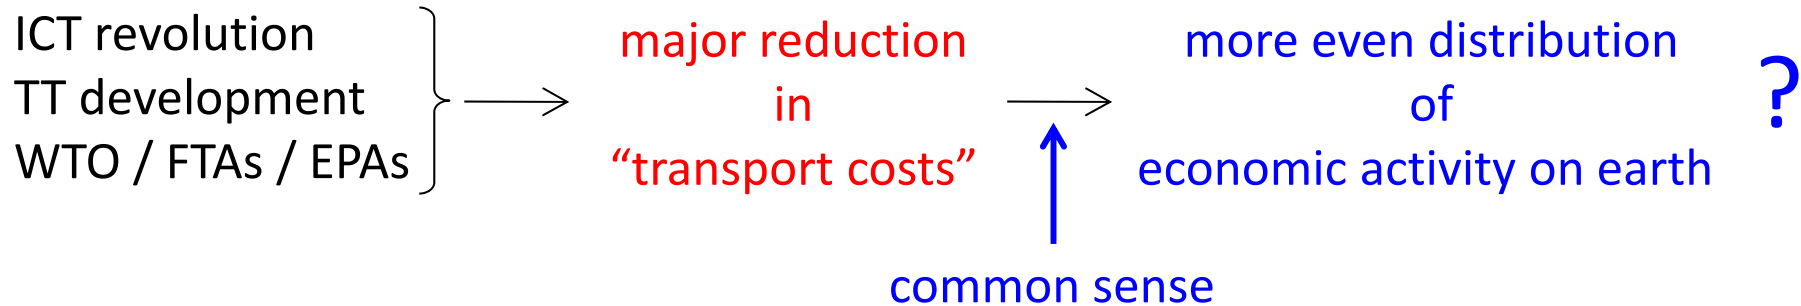 ICT revolution
TT development
WTO / FTAs / EPAs
major reduction
in
“transport costs”
more even distribution
of
economic activity on earth
?
common sense